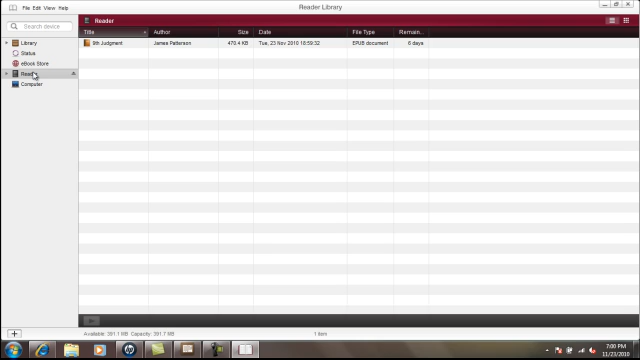 Reader Library
File Edit View Help
Search device
Library
Status
eBook Store
Reader
Computer
Reader
Title Author Size Date File Type Remain...
9th Judgment James Patterson 470.4 KB Tue, 23 Nov 2010 18:59:32 EPUB document 6 days
Available: 391.1 MB Capacity: 391.7 MB 1 item
7:00 PM
11/23/2010